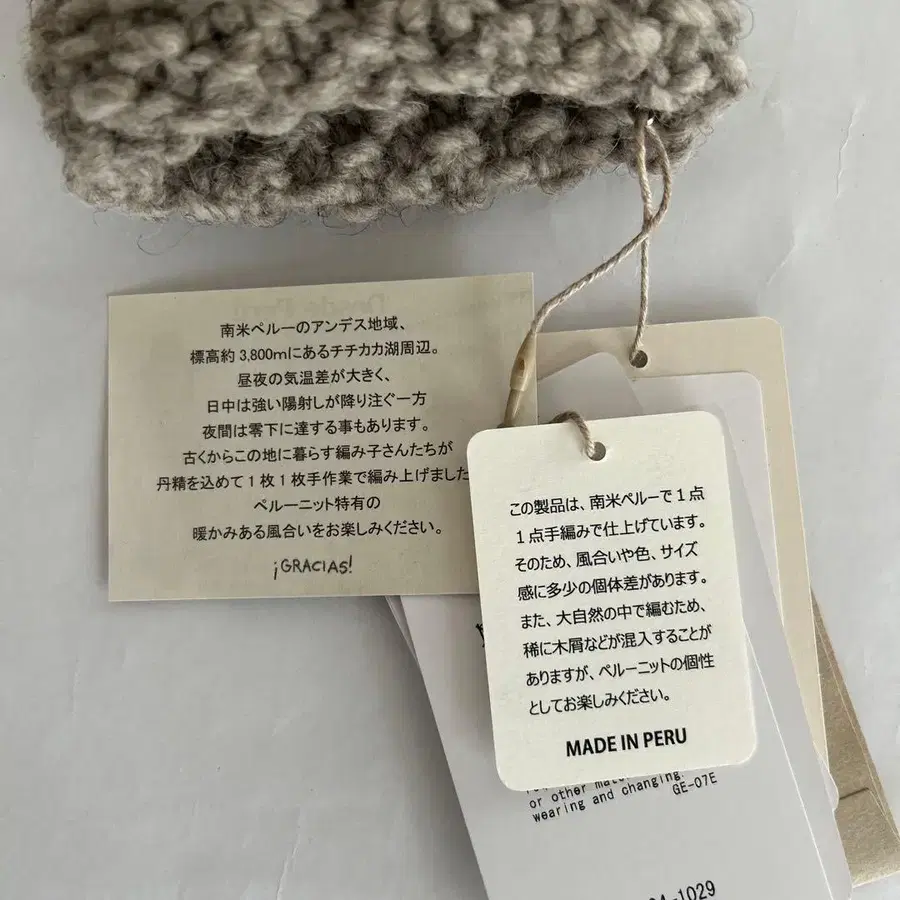 南米ペルーのアンデス地域、
標高約3,800mにあるチチカカ湖周辺。
昼夜の気温差が大きく、
日中は強い陽射しが降り注ぐ一方
夜間は零下に達する事もあります。
古くからこの地に暮らす編み子さんたちが
丹精を込めて1枚1枚手作業で編み上げました
ペルーニット特有の
暖かみある風合いをお楽しみください。
¡GRACIAS!
この製品は、南米ペルーで1点
1点手編みで仕上げています。
そのため、風合いや色、サイズ
感に多少の個体差があります。
また、大自然の中で編むため、
稀に木屑などが混入することが
ありますが、ペルーニットの個性
としてお楽しみください。
MADE IN PERU
or other
wearing and changing.
GE-07E
-1029